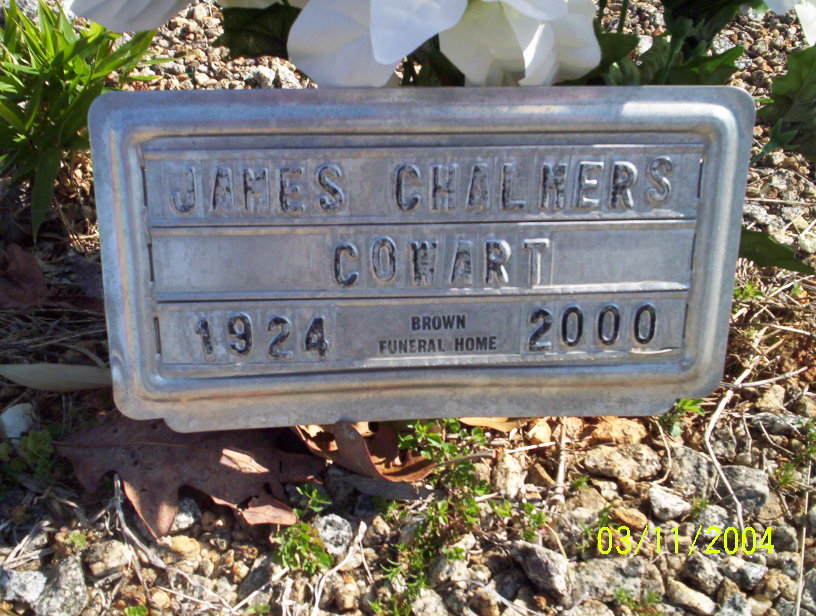 JAMES CHALMERS
COWART
1924 BROWN FUNERAL HOME 2000
03/11/2004